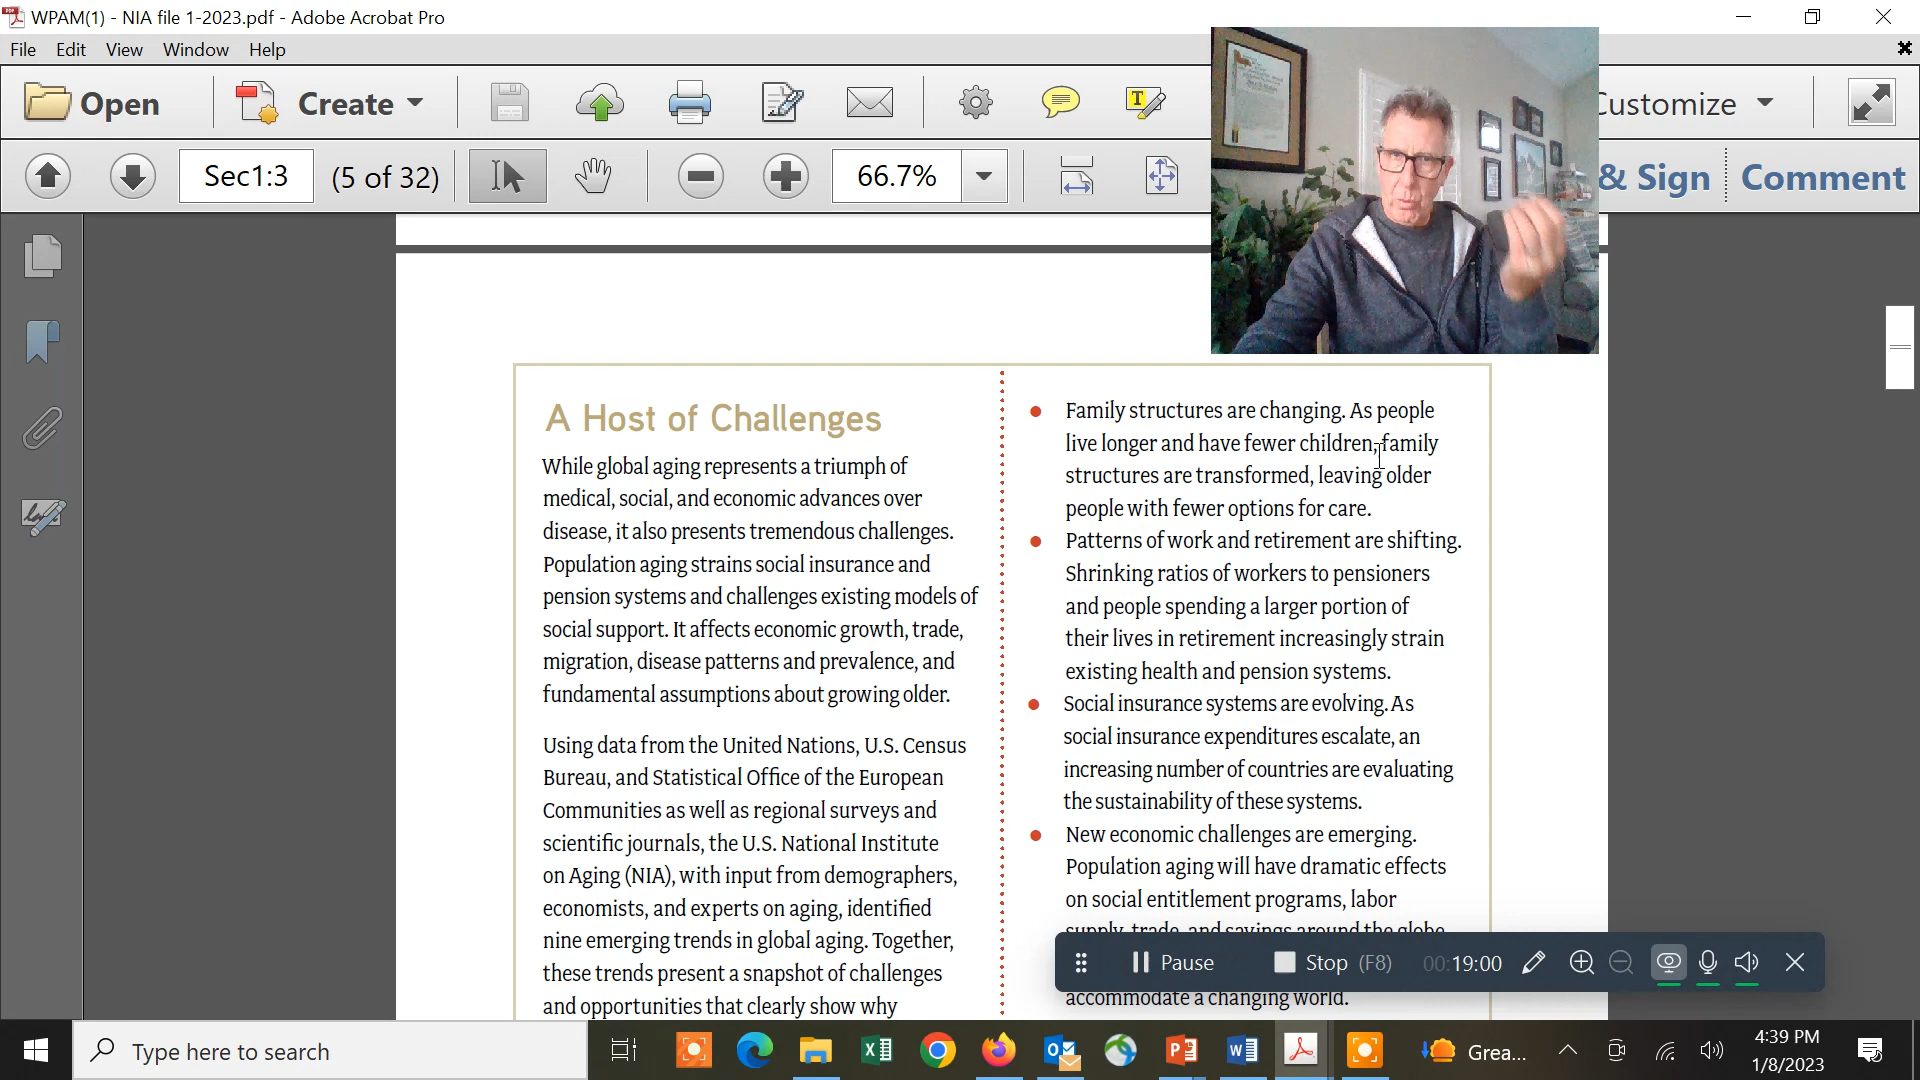 WPAM(1) - NIA file 1-2023.pdf - Adobe Acrobat Pro
File Edit View Window Help
Open Create Customize
Sec1:3 (5 of 32) 66.7% & Sign Comment
A Host of Challenges
While global aging represents a triumph of
medical, social, and economic advances over
disease, it also presents tremendous challenges.
Population aging strains social insurance and
pension systems and challenges existing models of
social support. It affects economic growth, trade,
migration, disease patterns and prevalence, and
fundamental assumptions about growing older.
Using data from the United Nations, U.S. Census
Bureau, and Statistical Office of the European
Communities as well as regional surveys and
scientific journals, the U.S. National Institute
on Aging (NIA), with input from demographers,
economists, and experts on aging, identified
nine emerging trends in global aging. Together,
these trends present a snapshot of challenges
and opportunities that clearly show why
Family structures are changing. As people
live longer and have fewer children, family
structures are transformed, leaving older
people with fewer options for care.
Patterns of work and retirement are shifting.
Shrinking ratios of workers to pensioners
and people spending a larger portion of
their lives in retirement increasingly strain
existing health and pension systems.
Social insurance systems are evolving. As
social insurance expenditures escalate, an
increasing number of countries are evaluating
the sustainability of these systems.
New economic challenges are emerging.
Population aging will have dramatic effects
on social entitlement programs, labor
supply, trade, and savings around the globe
accommodate a changing world.
Pause Stop (F8) 00:19:00
Type here to search
Grea...
4:39 PM
1/8/2023